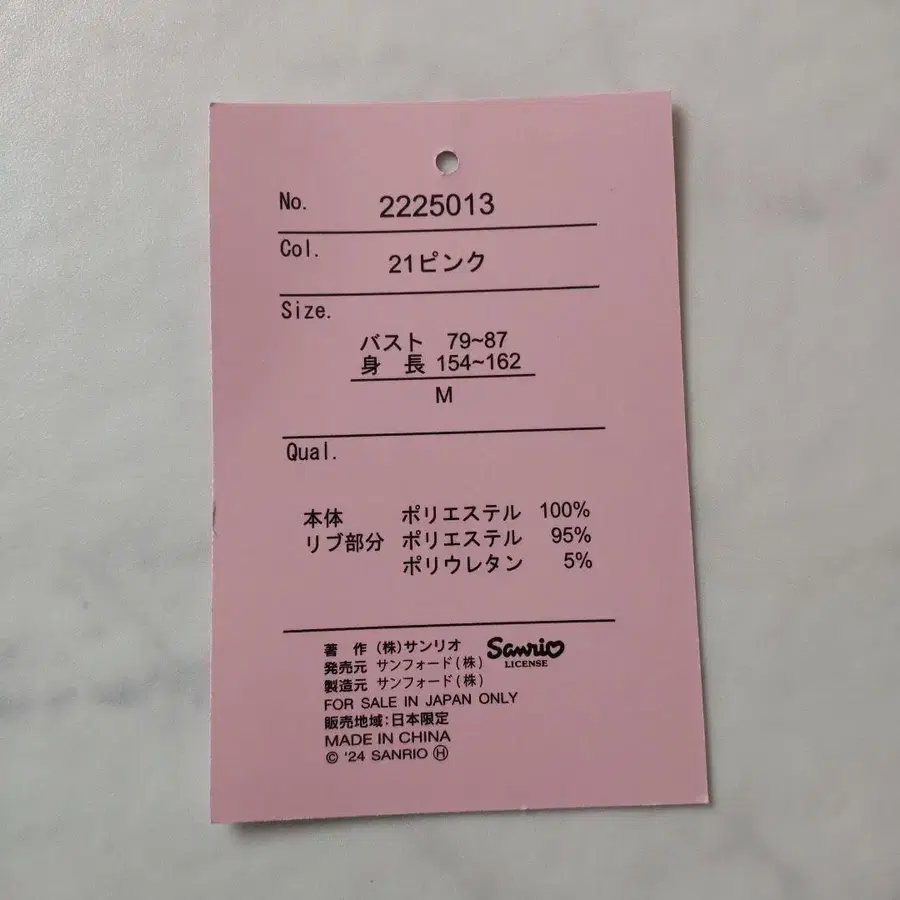 No. 2225013
Col. 21ピンク
Size.
バスト 79~87
身 長 154~162
M
Qual.
本体 ポリエステル 100%
リブ部分 ポリエステル 95%
ポリウレタン 5%
著 作 (株)サンリオ Sanrio
LICENSE
発売元 サンフォード(株)
製造元 サンフォード(株)
FOR SALE IN JAPAN ONLY
販売地域:日本限定
MADE IN CHINA
© '24 SANRIO Ⓗ